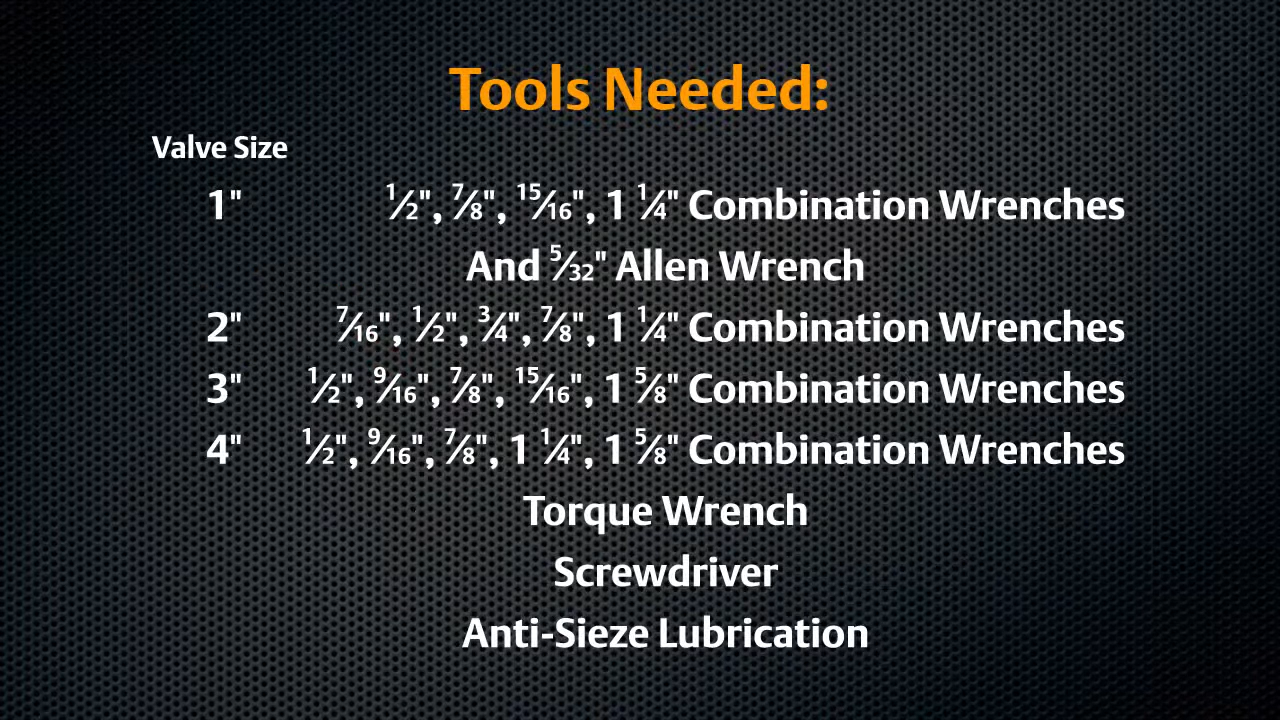 Tools Needed:
Valve Size
1" 1⁄2", 7⁄8", 15⁄16", 1 1⁄4" Combination Wrenches
And 5⁄32" Allen Wrench
2" 7⁄16", 1⁄2", 3⁄4", 7⁄8", 1 1⁄4" Combination Wrenches
3" 1⁄2", 9⁄16", 7⁄8", 15⁄16", 1 5⁄8" Combination Wrenches
4" 1⁄2", 9⁄16", 7⁄8", 1 1⁄4", 1 5⁄8" Combination Wrenches
Torque Wrench
Screwdriver
Anti-Sieze Lubrication